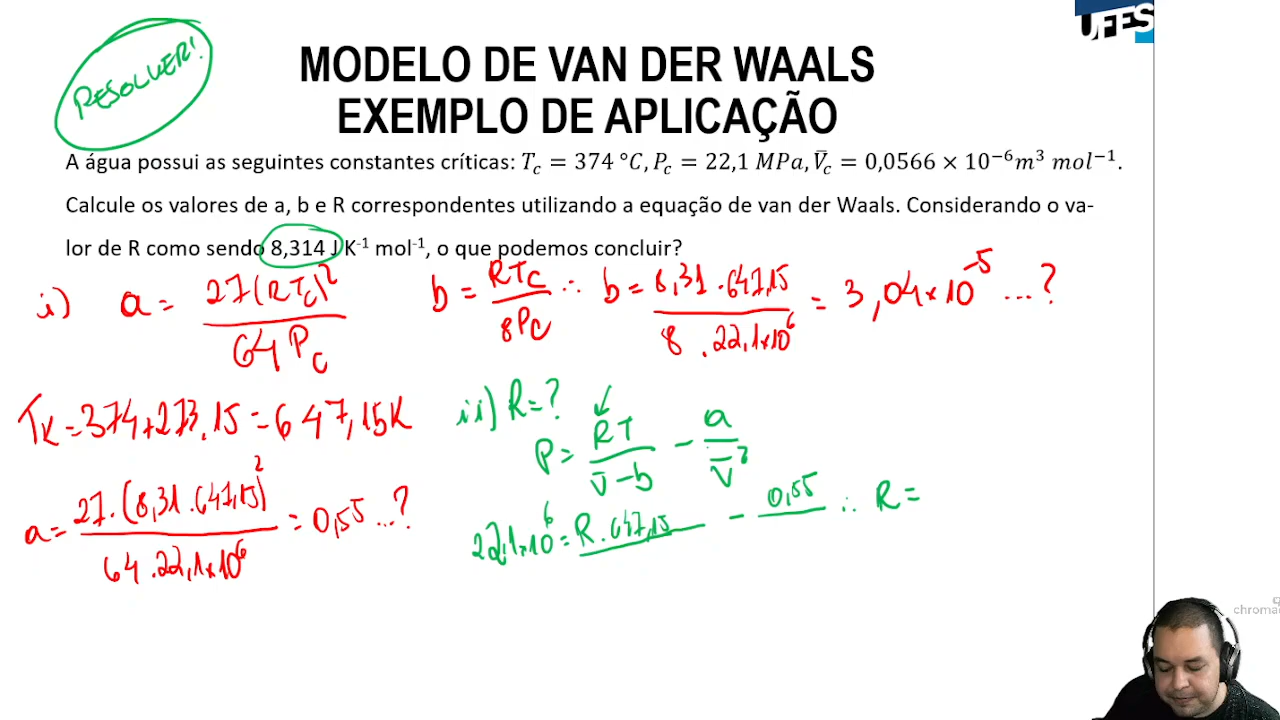 UFES
RESOLVER!
MODELO DE VAN DER WAALS
EXEMPLO DE APLICAÇÃO
A água possui as seguintes constantes críticas: T_c = 374 °C, P_c = 22,1 MPa, V̄_c = 0,0566 × 10⁻⁶m³ mol⁻¹.
Calcule os valores de a, b e R correspondentes utilizando a equação de van der Waals. Considerando o va-
lor de R como sendo 8,314 J K⁻¹ mol⁻¹, o que podemos concluir?
i) a = 27(RTc)² / 64 Pc
b = RTc / 8Pc ∴ b = 8,31 . 647,15 / 8 . 22,1×10⁶ = 3,04×10⁻⁵ ...?
TK = 374+273,15 = 647,15K
a = 27.(8,31 . 647,15)² / 64 . 22,1×10⁶ = 0,55 ...?
ii) R=?
P = RT / V̄ - b - a / V̄²
22,1×10⁶ = R . 647,15 - 0,55 ∴ R =
chroma